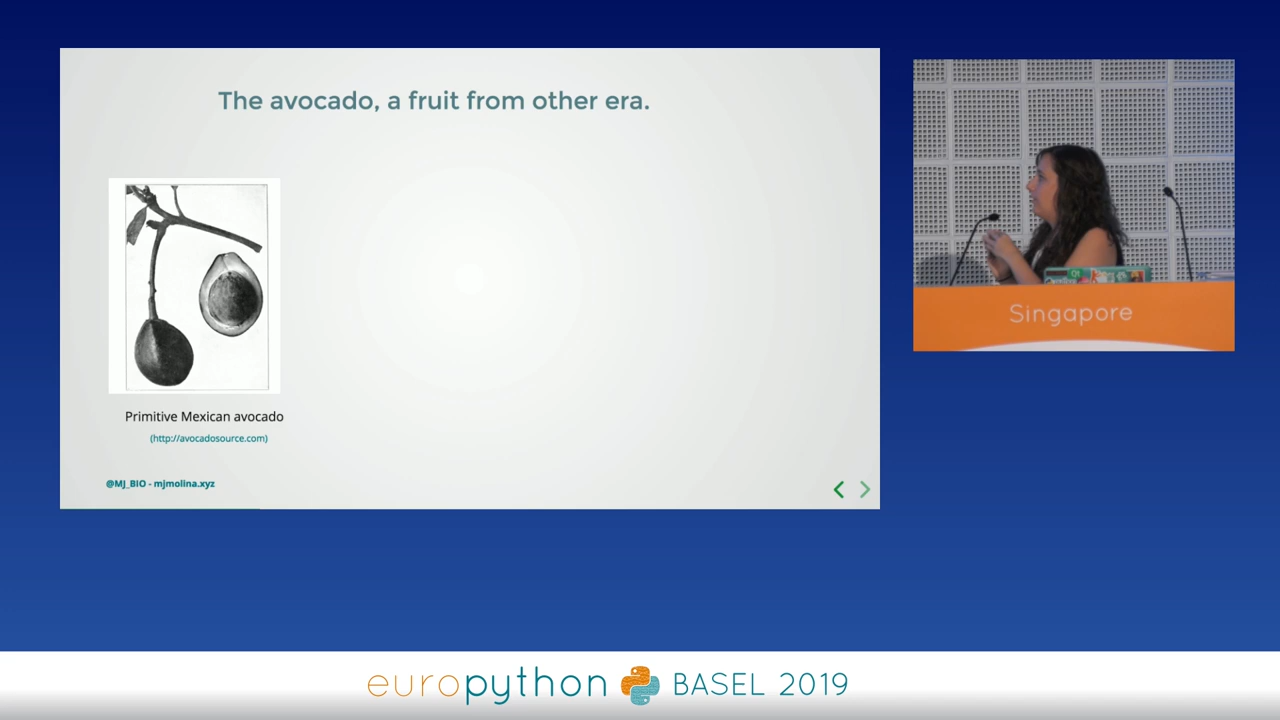 The avocado, a fruit from other era.
Primitive Mexican avocado
(http://avocadosource.com)
@MJ_BIO - mjmolina.xyz
Singapore
europython BASEL 2019